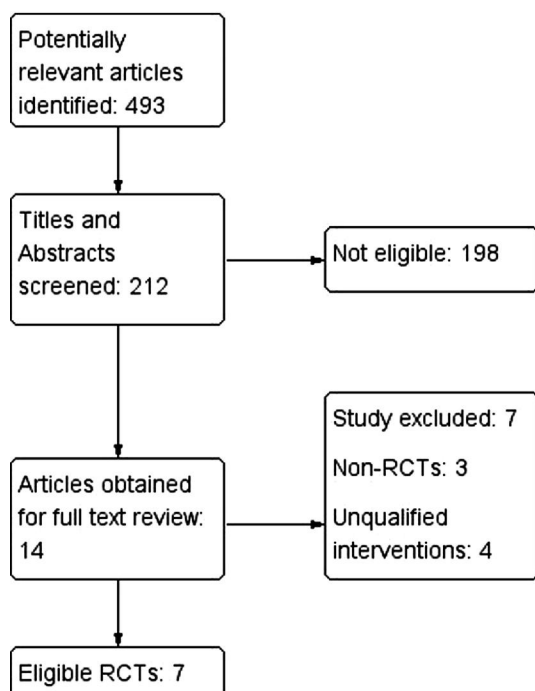 Potentially
relevant articles
identified: 493
Titles and
Abstracts
screened: 212
Not eligible: 198
Study excluded: 7
Non-RCTs: 3
Unqualified
interventions: 4
Articles obtained
for full text review:
14
Eligible RCTs: 7